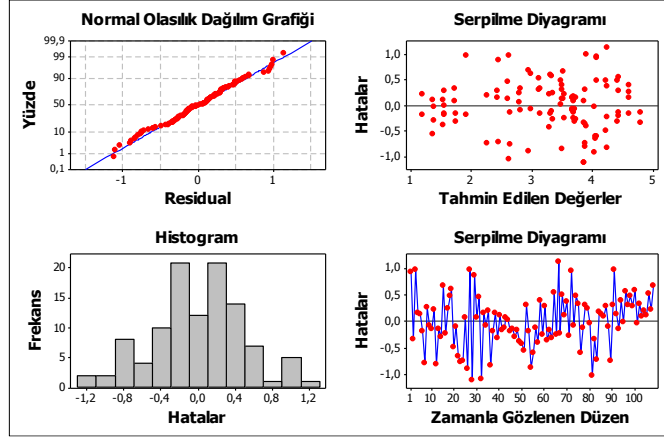 Normal Olasılık Dağılım Grafiği
99,9
99
90
50
10
1
0,1
Yüzde
-1 0 1
Residual
Serpilme Diyagramı
1,0
0,5
0,0
-0,5
-1,0
Hatalar
1 2 3 4 5
Tahmin Edilen Değerler
Histogram
20
15
10
5
0
Frekans
-1,2 -0,8 -0,4 0,0 0,4 0,8 1,2
Hatalar
Serpilme Diyagramı
1,0
0,5
0,0
-0,5
-1,0
Hatalar
1 10 20 30 40 50 60 70 80 90 100
Zamanla Gözlenen Düzen